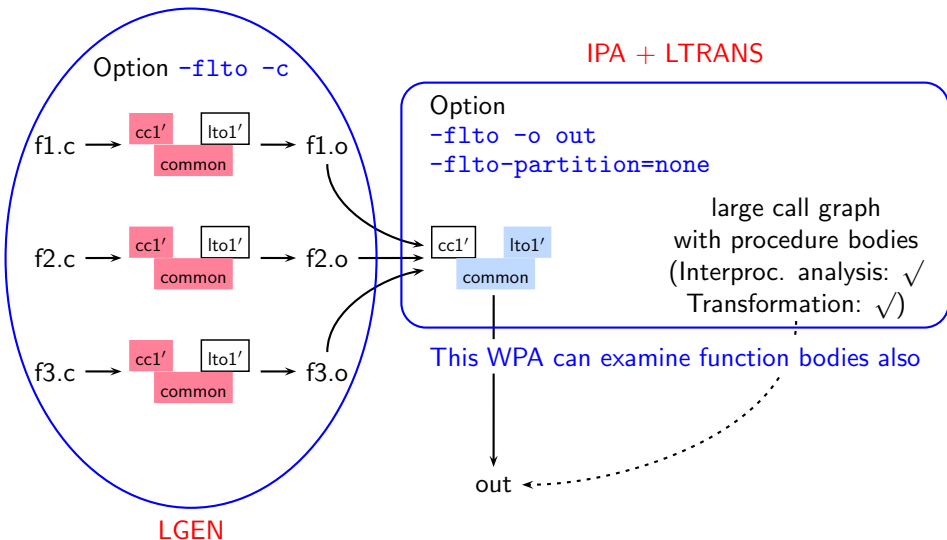 Option -flto -c
f1.c
cc1′
lto1′
common
f1.o
f2.c
cc1′
lto1′
common
f2.o
f3.c
cc1′
lto1′
common
f3.o
LGEN
IPA + LTRANS
Option
-flto -o out
-flto-partition=none
cc1′
lto1′
common
large call graph
with procedure bodies
(Interproc. analysis: √
Transformation: √)
This WPA can examine function bodies also
out